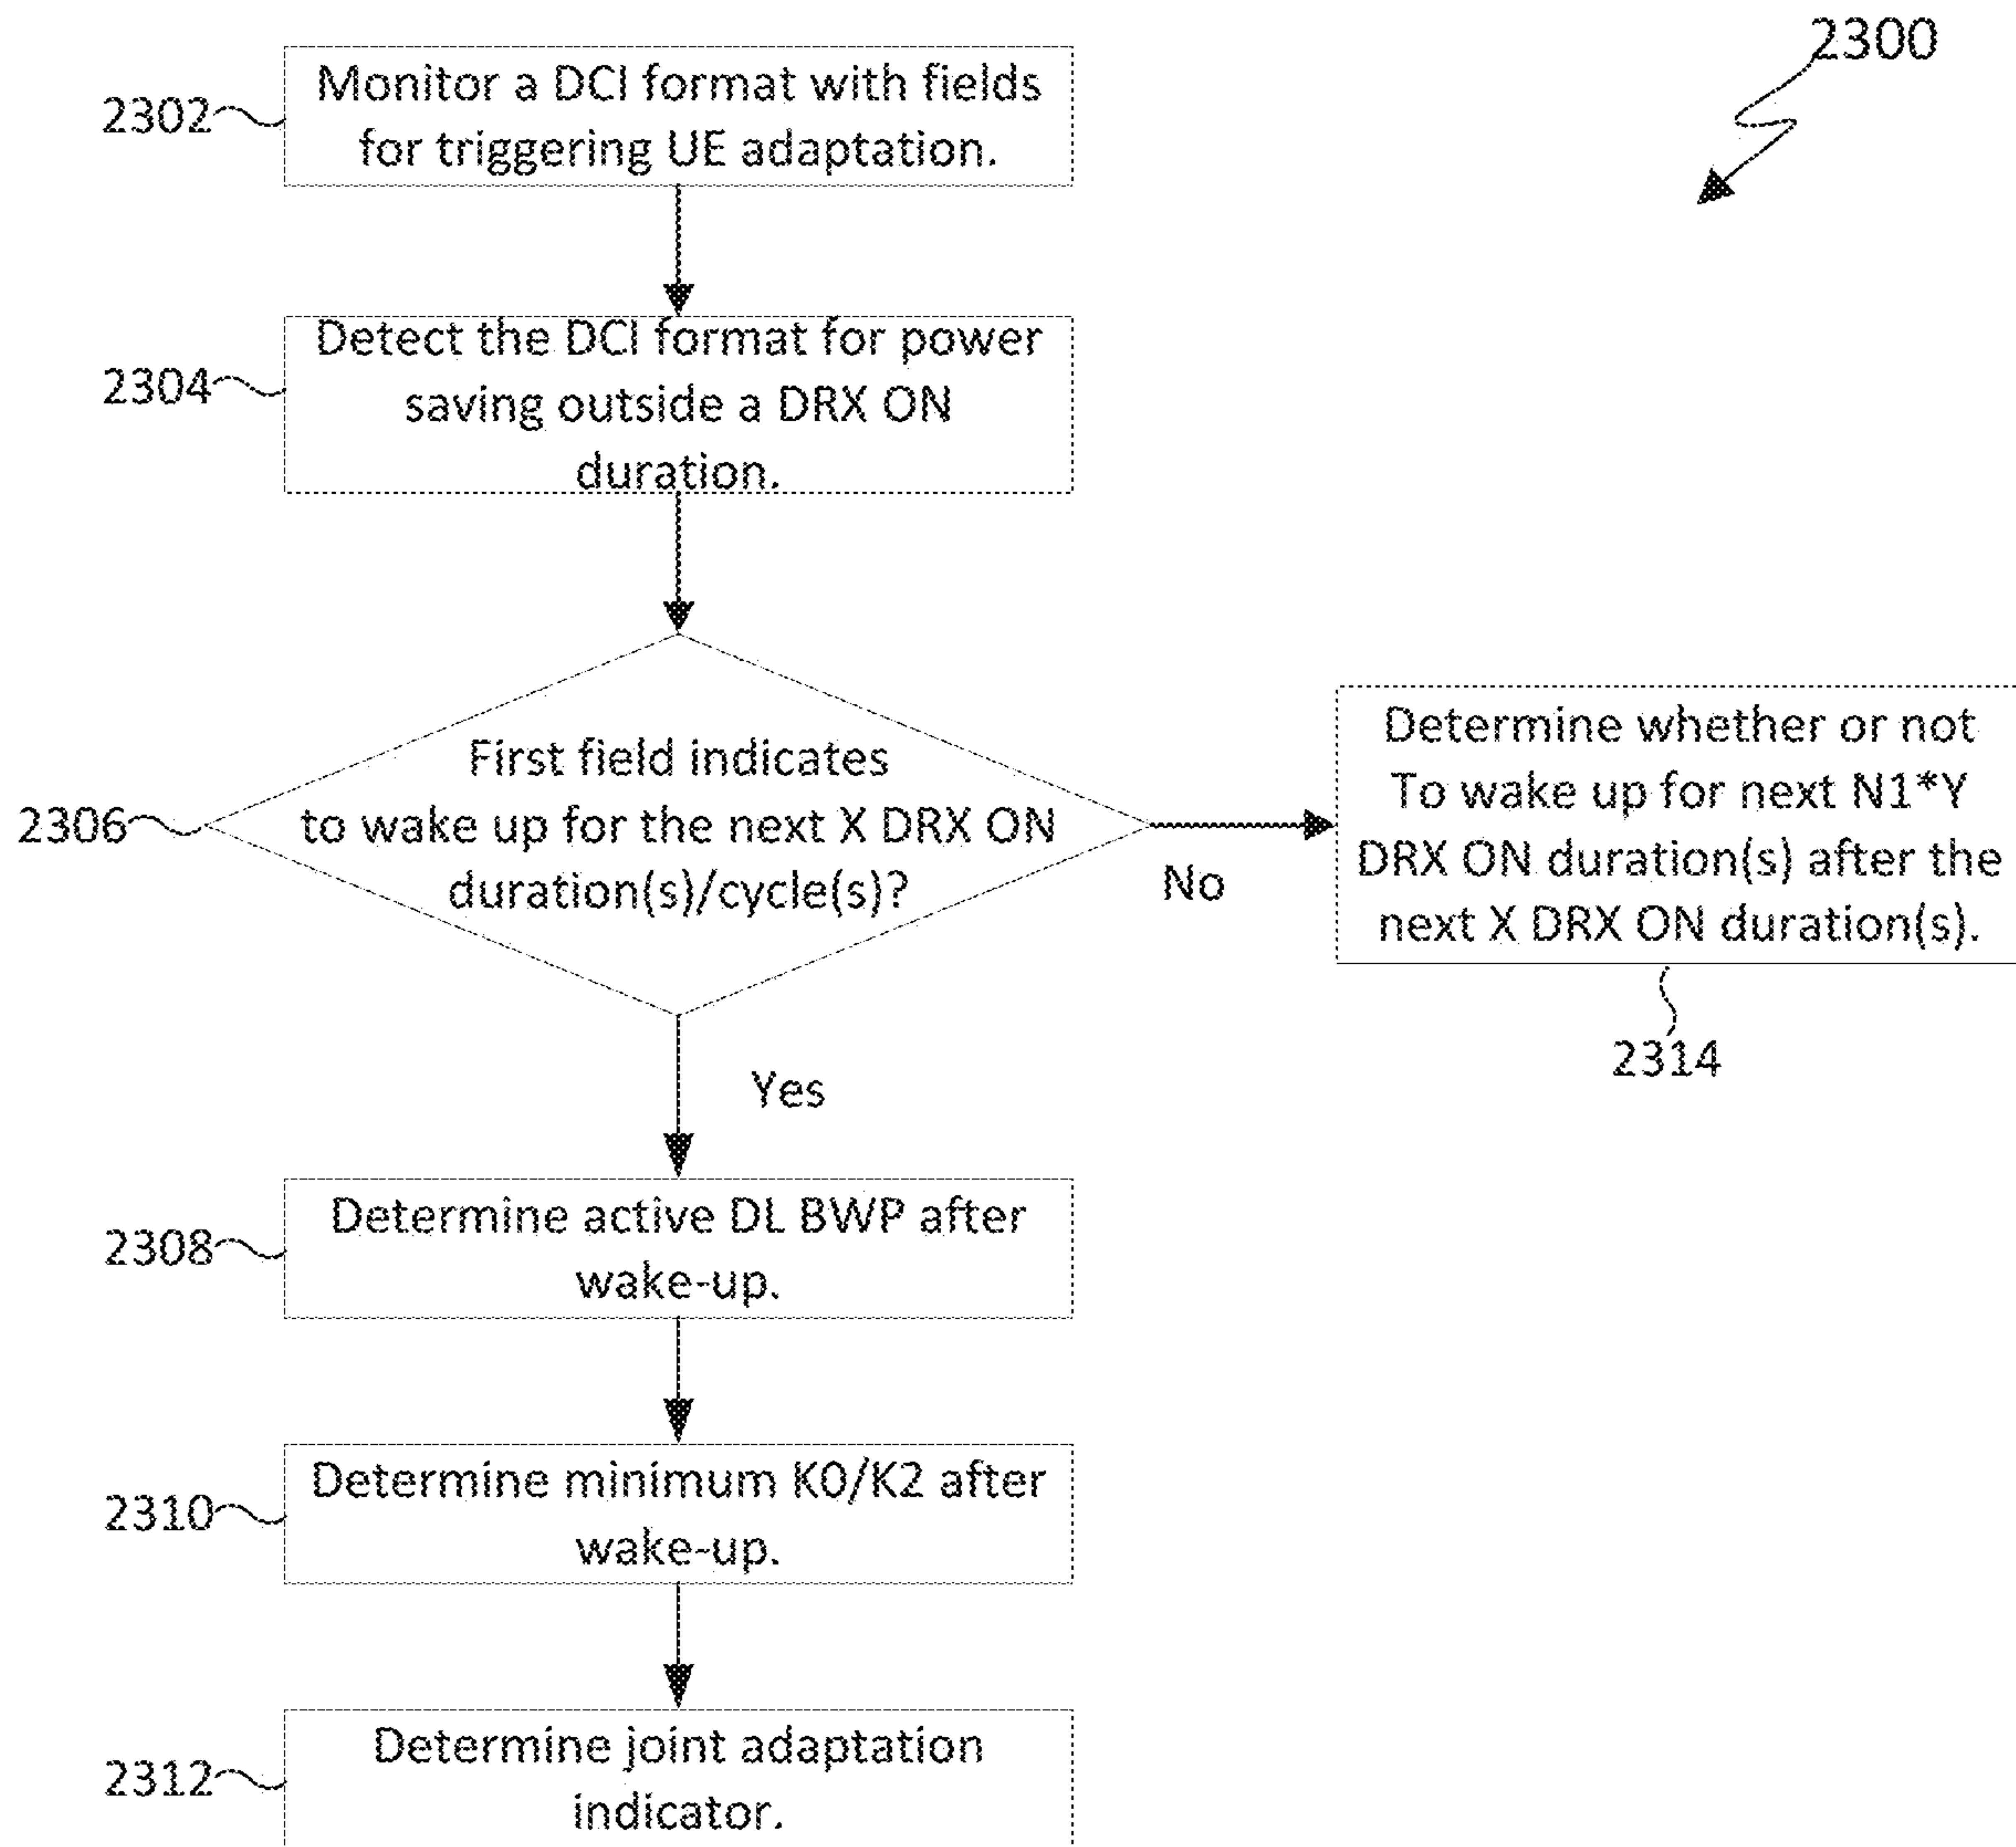 2300
2302
Monitor a DCI format with fields
for triggering UE adaptation.
2304
Detect the DCI format for power
saving outside a DRX ON
duration.
2306
First field indicates
to wake up for the next X DRX ON
duration(s)/cycle(s)?
No
Determine whether or not
To wake up for next N1*Y
DRX ON duration(s) after the
next X DRX ON duration(s).
2314
Yes
2308
Determine active DL BWP after
wake-up.
2310
Determine minimum K0/K2 after
wake-up.
2312
Determine joint adaptation
indicator.